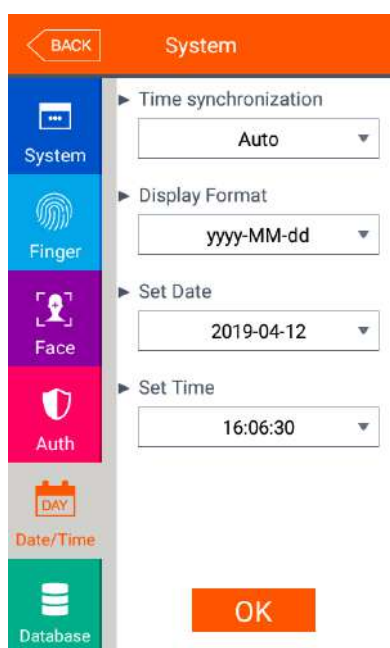 BACK
System
System
Finger
Face
Auth
DAY
Date/Time
Database
Time synchronization
Auto
Display Format
yyyy-MM-dd
Set Date
2019-04-12
Set Time
16:06:30
OK